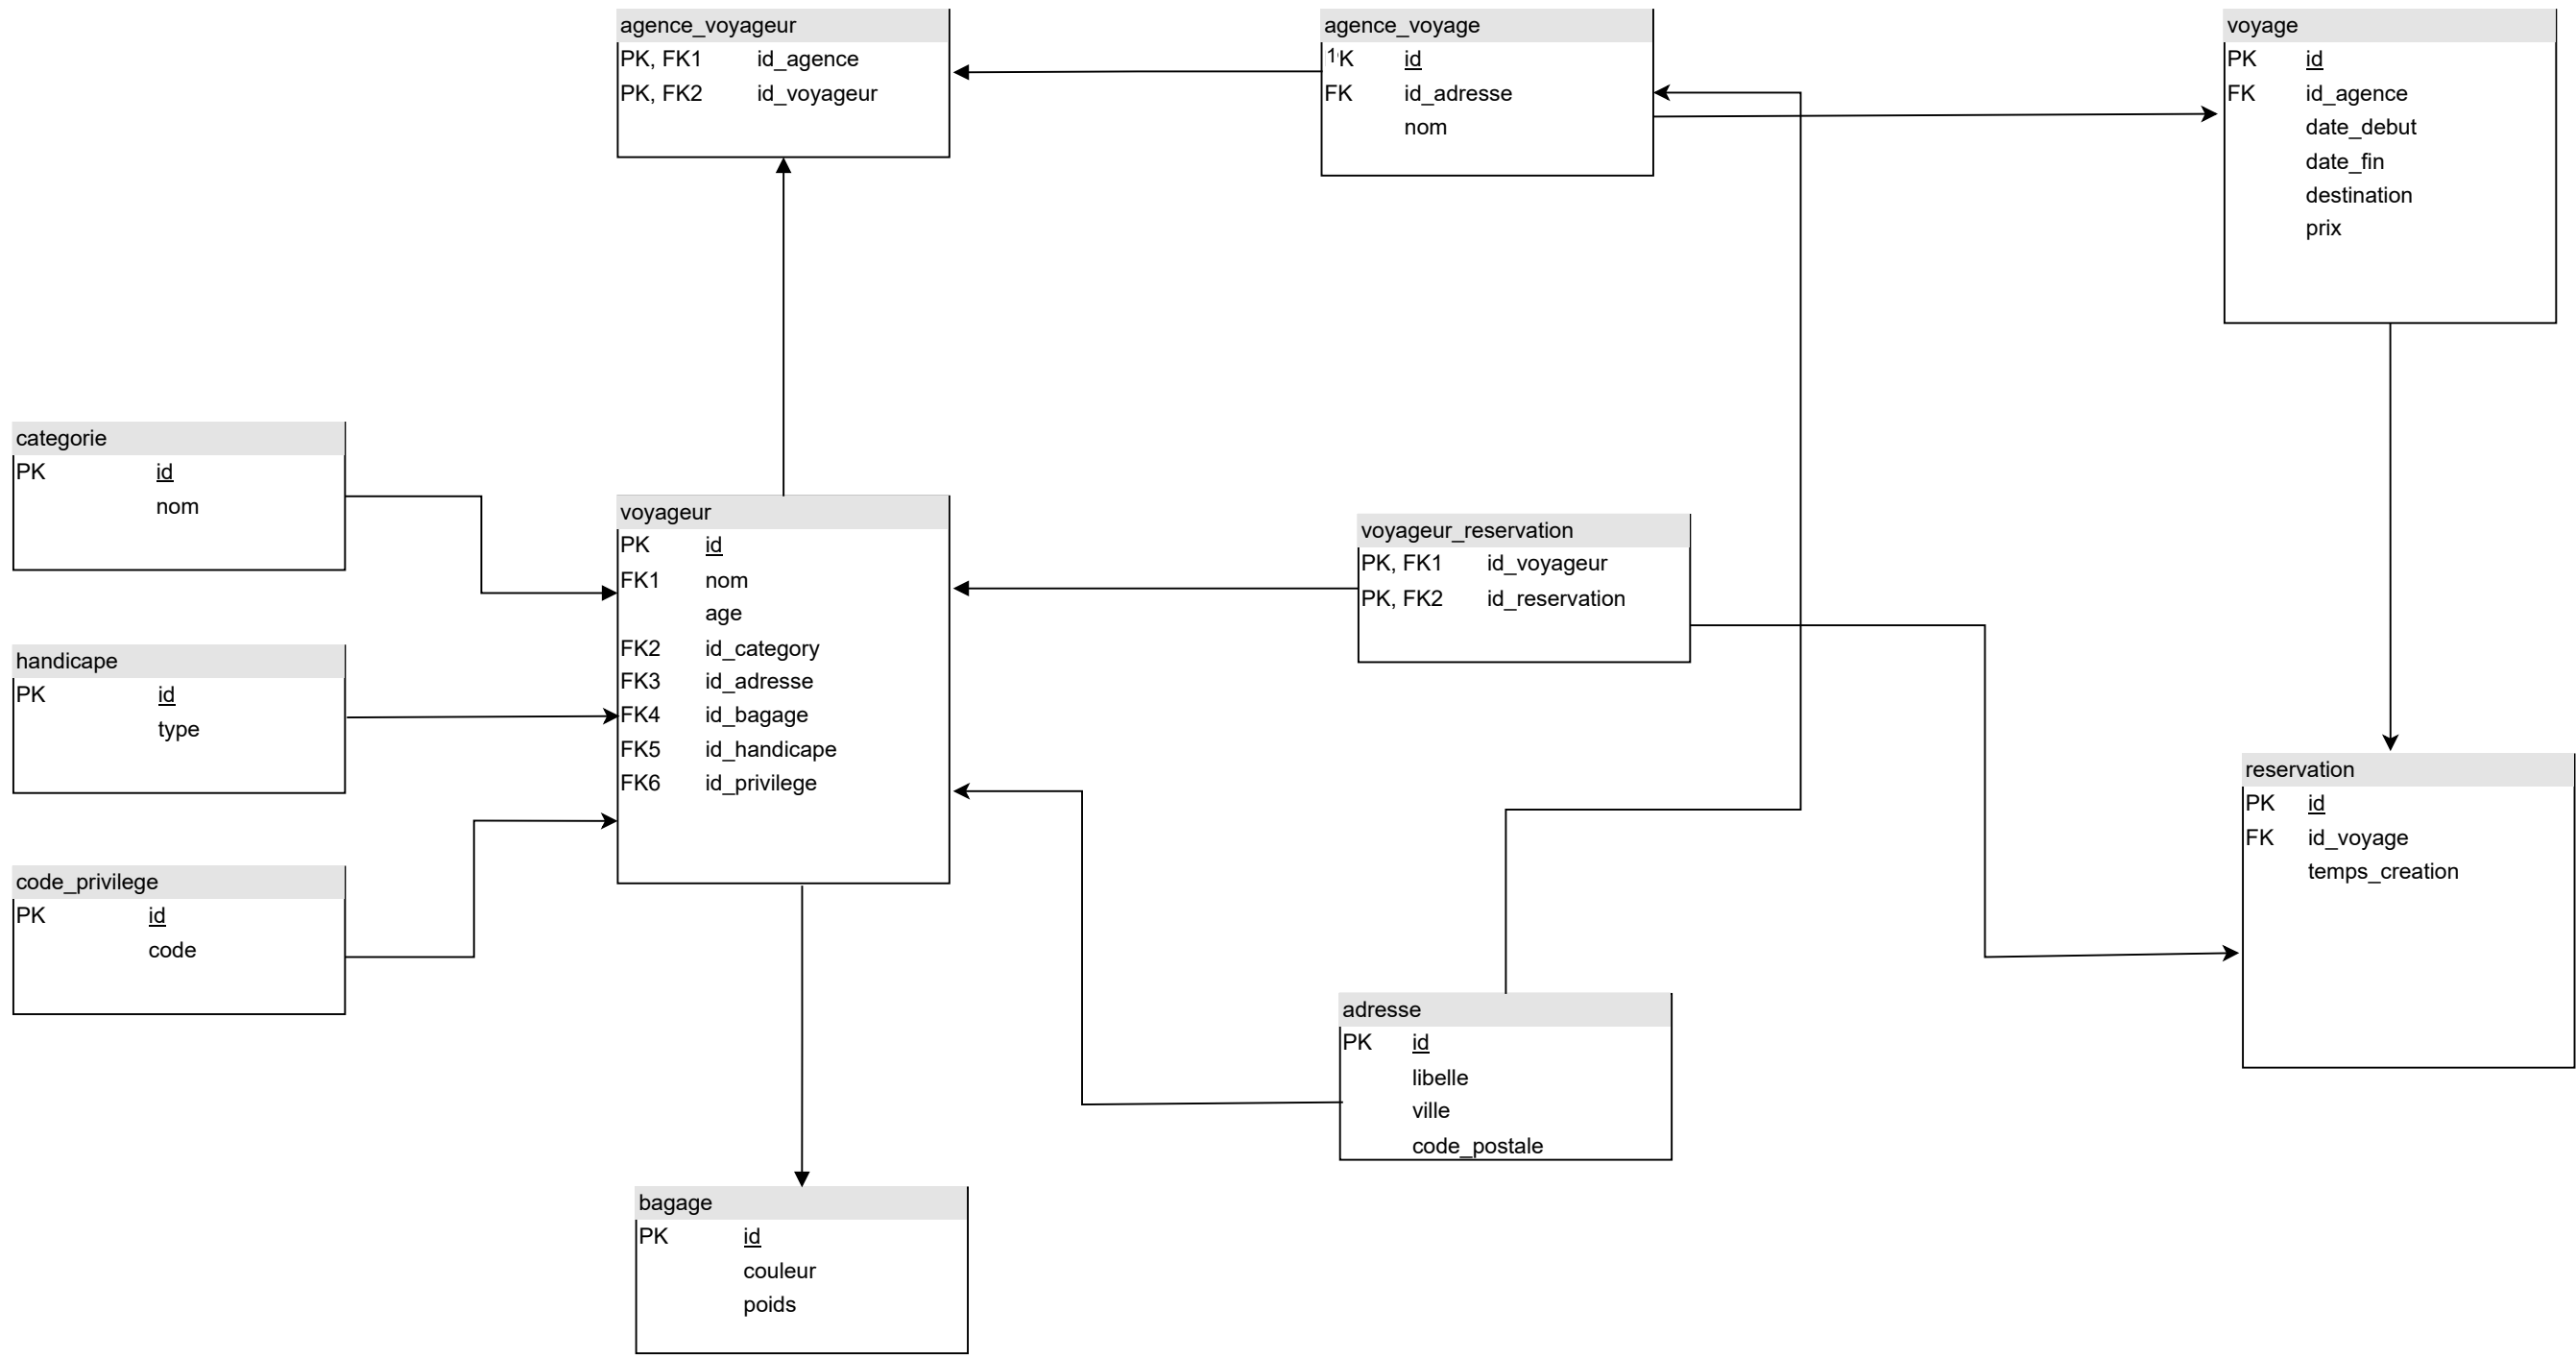 agence_voyageur
PK, FK1 id_agence
PK, FK2 id_voyageur
agence_voyage
1K id
FK id_adresse
nom
voyage
PK id
FK id_agence
date_debut
date_fin
destination
prix
categorie
PK id
nom
handicape
PK id
type
code_privilege
PK id
code
voyageur
PK id
FK1 nom
age
FK2 id_category
FK3 id_adresse
FK4 id_bagage
FK5 id_handicape
FK6 id_privilege
voyageur_reservation
PK, FK1 id_voyageur
PK, FK2 id_reservation
reservation
PK id
FK id_voyage
temps_creation
adresse
PK id
libelle
ville
code_postale
bagage
PK id
couleur
poids